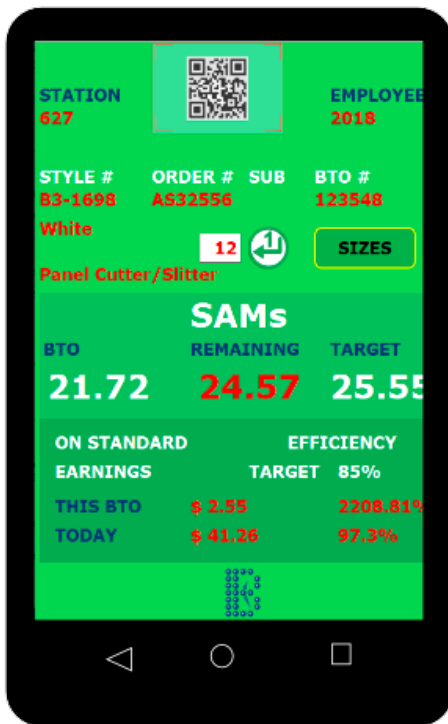 STATION EMPLOYEE
627 2018
STYLE # ORDER # SUB BTO #
B3-1698 AS32556 123548
White
12 1 SIZES
Panel Cutter/Slitter
SAMs
BTO REMAINING TARGET
21.72 24.57 25.55
ON STANDARD EFFICIENCY
EARNINGS TARGET 85%
THIS BTO $ 2.55 2208.81%
TODAY $ 41.26 97.3%